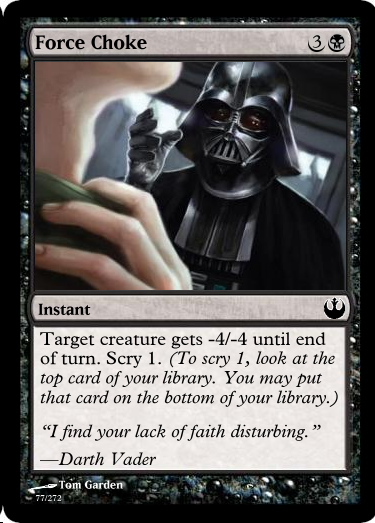 Force Choke 3
Instant
Target creature gets -4/-4 until end
of turn. Scry 1. (To scry 1, look at the
top card of your library. You may put
that card on the bottom of your library.)
“I find your lack of faith disturbing.”
—Darth Vader
Tom Garden
77/272